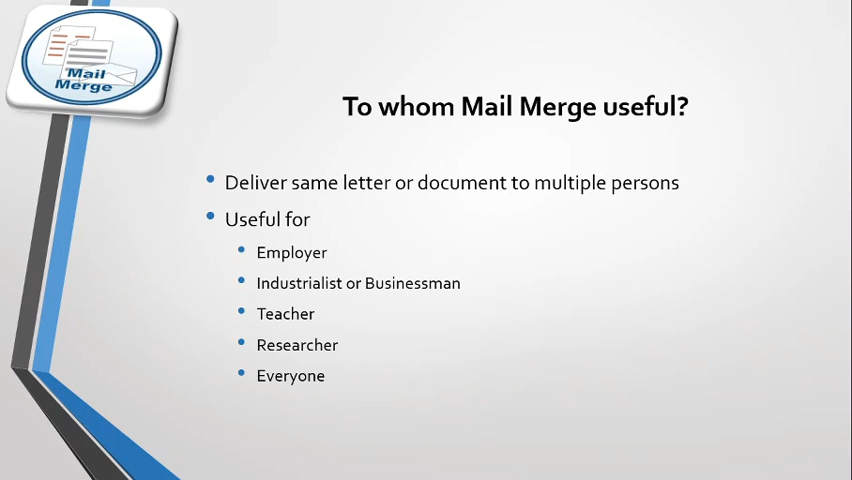 Mail
Merge
To whom Mail Merge useful?
Deliver same letter or document to multiple persons
Useful for
Employer
Industrialist or Businessman
Teacher
Researcher
Everyone